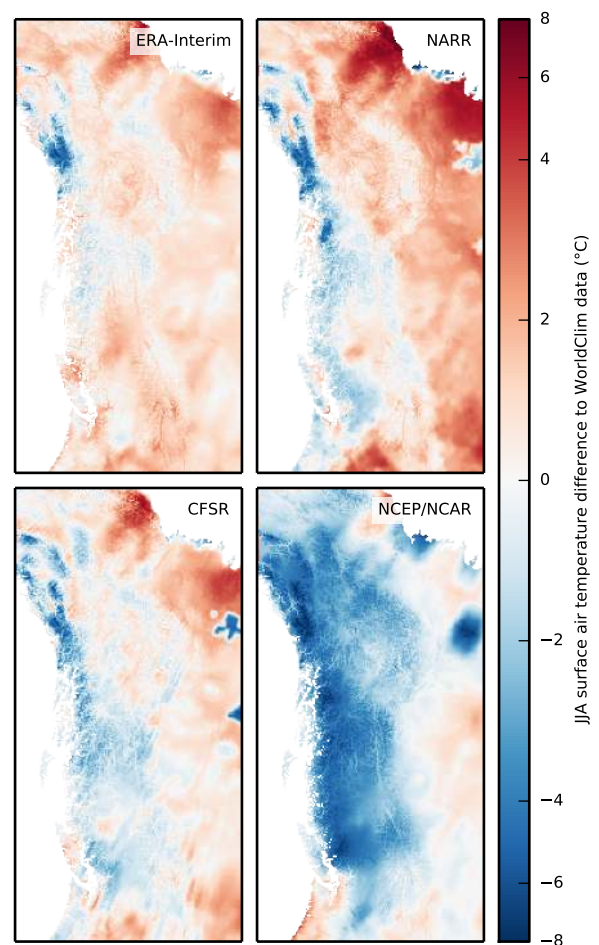 ERA-Interim
NARR
CFSR
NCEP/NCAR
8
6
4
2
0
−2
−4
−6
−8
JJA surface air temperature difference to WorldClim data (°C)